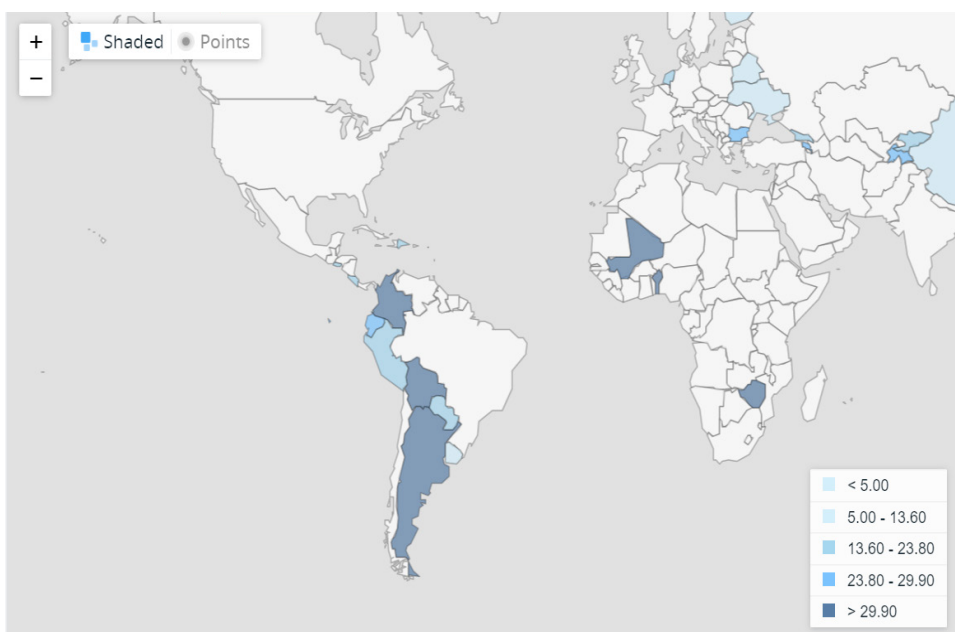 +
Shaded Points
−
< 5.00
5.00 - 13.60
13.60 - 23.80
23.80 - 29.90
> 29.90